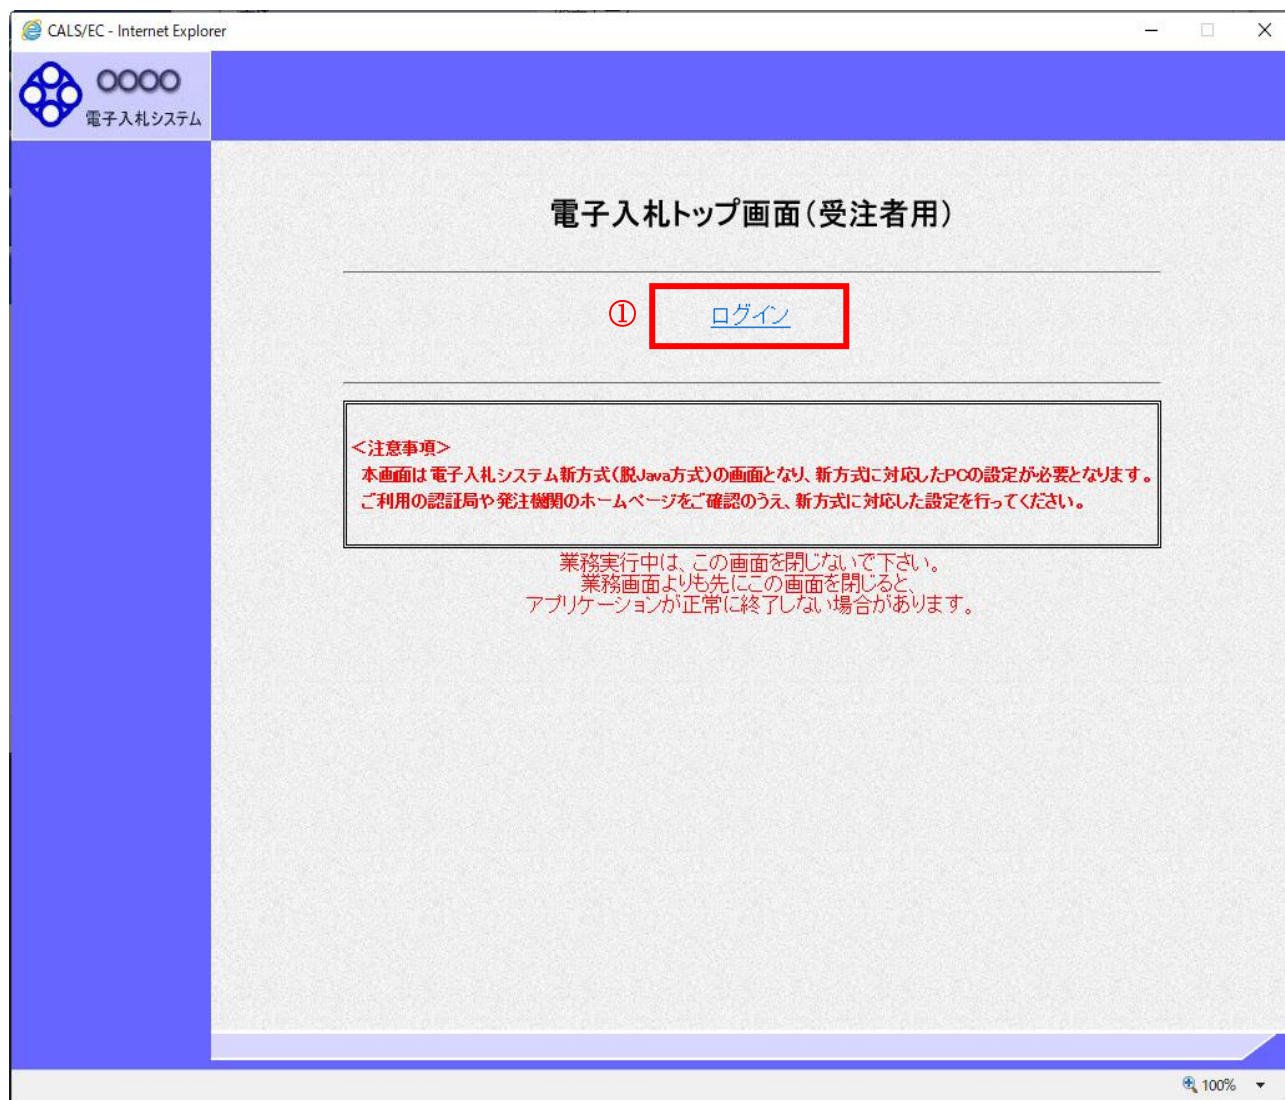 CALS/EC - Internet Explorer
〇〇〇〇
電子入札システム
電子入札トップ画面（受注者用）
① ログイン
＜注意事項＞
本画面は電子入札システム新方式(脱Java方式)の画面となり、新方式に対応したPCの設定が必要となります。
ご利用の認証局や発注機関のホームページをご確認のうえ、新方式に対応した設定を行ってください。
業務実行中は、この画面を閉じないで下さい。
業務画面よりも先にこの画面を閉じると、
アプリケーションが正常に終了しない場合があります。
100%